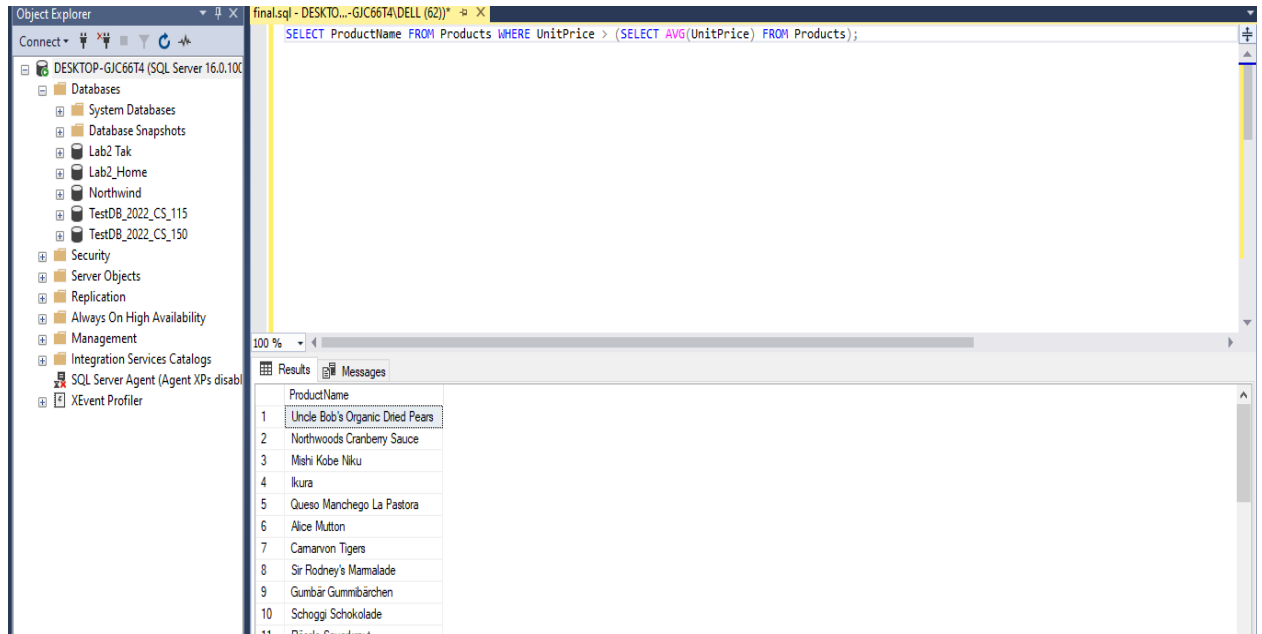 Object Explorer
final.sql - DESKTO...-GJC66T4\DELL (62))*
Connect
SELECT ProductName FROM Products WHERE UnitPrice > (SELECT AVG(UnitPrice) FROM Products);
DESKTOP-GJC66T4 (SQL Server 16.0.100
Databases
System Databases
Database Snapshots
Lab2 Tak
Lab2_Home
Northwind
TestDB_2022_CS_115
TestDB_2022_CS_150
Security
Server Objects
Replication
Always On High Availability
Management
Integration Services Catalogs
SQL Server Agent (Agent XPs disabl
XEvent Profiler
100 %
Results Messages
ProductName
1 Uncle Bob's Organic Dried Pears
2 Northwoods Cranberry Sauce
3 Mishi Kobe Niku
4 Ikura
5 Queso Manchego La Pastora
6 Alice Mutton
7 Carnarvon Tigers
8 Sir Rodney's Marmalade
9 Gumbär Gummibärchen
10 Schoggi Schokolade
11